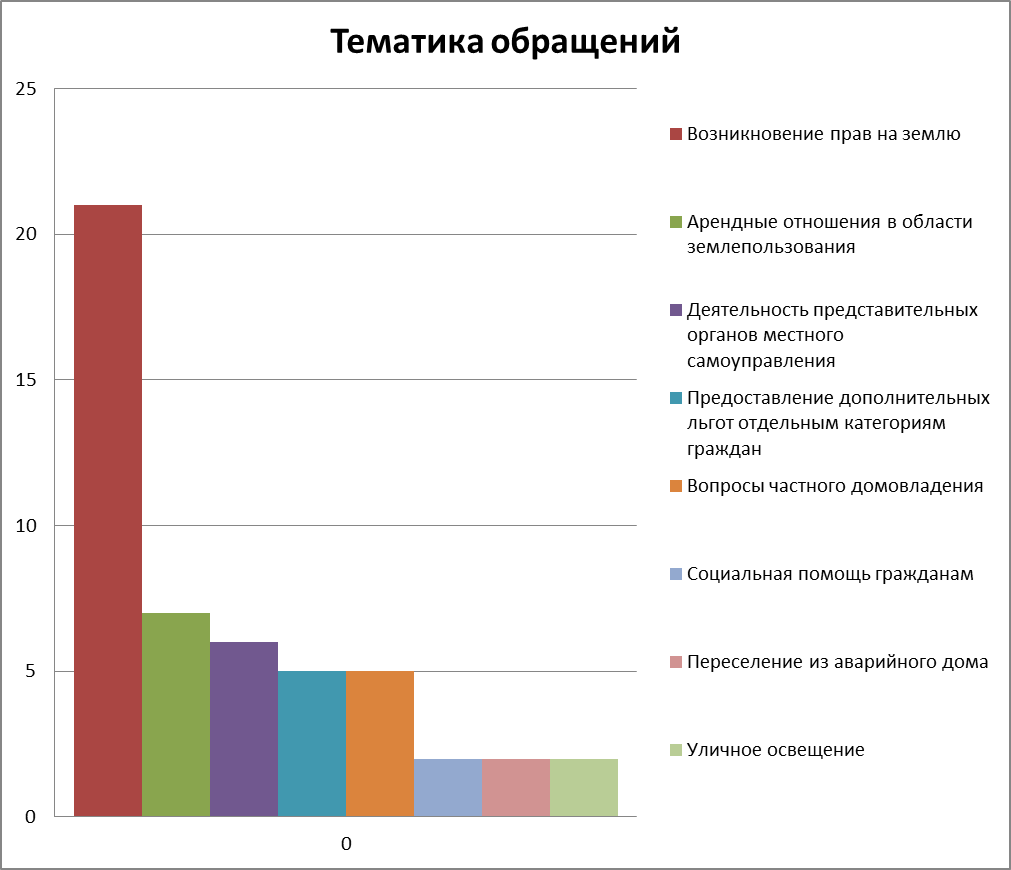 Тематика обращений
25
20
15
10
5
0
0
Возникновение прав на землю
Арендные отношения в области
землепользования
Деятельность представительных
органов местного
самоуправления
Предоставление дополнительных
льгот отдельным категориям
граждан
Вопросы частного домовладения
Социальная помощь гражданам
Переселение из аварийного дома
Уличное освещение